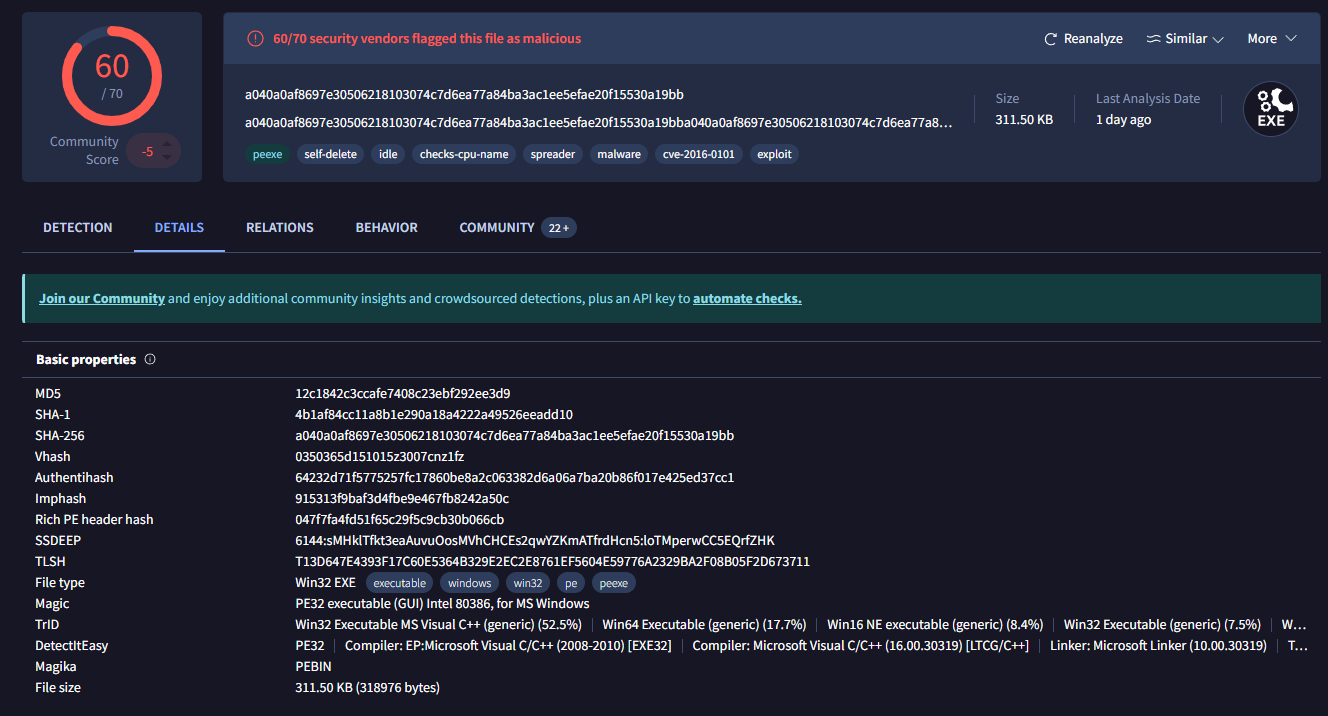 60
/ 70
Community
Score
-5
60/70 security vendors flagged this file as malicious
Reanalyze
Similar
More
a040a0af8697e30506218103074c7d6ea77a84ba3ac1ee5efae20f15530a19bb
a040a0af8697e30506218103074c7d6ea77a84ba3ac1ee5efae20f15530a19bba040a0af8697e30506218103074c7d6ea77a8…
Size
311.50 KB
Last Analysis Date
1 day ago
EXE
peexe self-delete idle checks-cpu-name spreader malware cve-2016-0101 exploit
DETECTION DETAILS RELATIONS BEHAVIOR COMMUNITY 22+
Join our Community and enjoy additional community insights and crowdsourced detections, plus an API key to automate checks.
Basic properties
MD5 12c1842c3ccafe7408c23ebf292ee3d9
SHA-1 4b1af84cc11a8b1e290a18a4222a49526eeadd10
SHA-256 a040a0af8697e30506218103074c7d6ea77a84ba3ac1ee5efae20f15530a19bb
Vhash 0350365d151015z3007cnz1fz
Authentihash 64232d71f5775257fc17860be8a2c063382d6a06a7ba20b86f017e425ed37cc1
Imphash 915313f9baf3d4fbe9e467fb8242a50c
Rich PE header hash 047f7fa4fd51f65c29f5c9cb30b066cb
SSDEEP 6144:sMHklTfkt3eaAuvuOosMVhCHCEs2qwYZKmATfrdHcn5:loTMperwCC5EQrfZHK
TLSH T13D647E4393F17C60E5364B329E2EC2E8761EF5604E59776A2329BA2F08B05F2D673711
File type Win32 EXE executable windows win32 pe peexe
Magic PE32 executable (GUI) Intel 80386, for MS Windows
TrID Win32 Executable MS Visual C++ (generic) (52.5%) Win64 Executable (generic) (17.7%) Win16 NE executable (generic) (8.4%) Win32 Executable (generic) (7.5%) W…
DetectItEasy PE32 Compiler: EP:Microsoft Visual C/C++ (2008-2010) [EXE32] Compiler: Microsoft Visual C/C++ (16.00.30319) [LTCG/C++] Linker: Microsoft Linker (10.00.30319) T…
Magika PEBIN
File size 311.50 KB (318976 bytes)